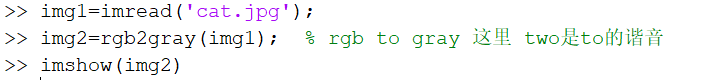 >> img1=imread('cat.jpg');
>> img2=rgb2gray(img1);  % rgb to gray 这里 two是to的谐音
>> imshow(img2)